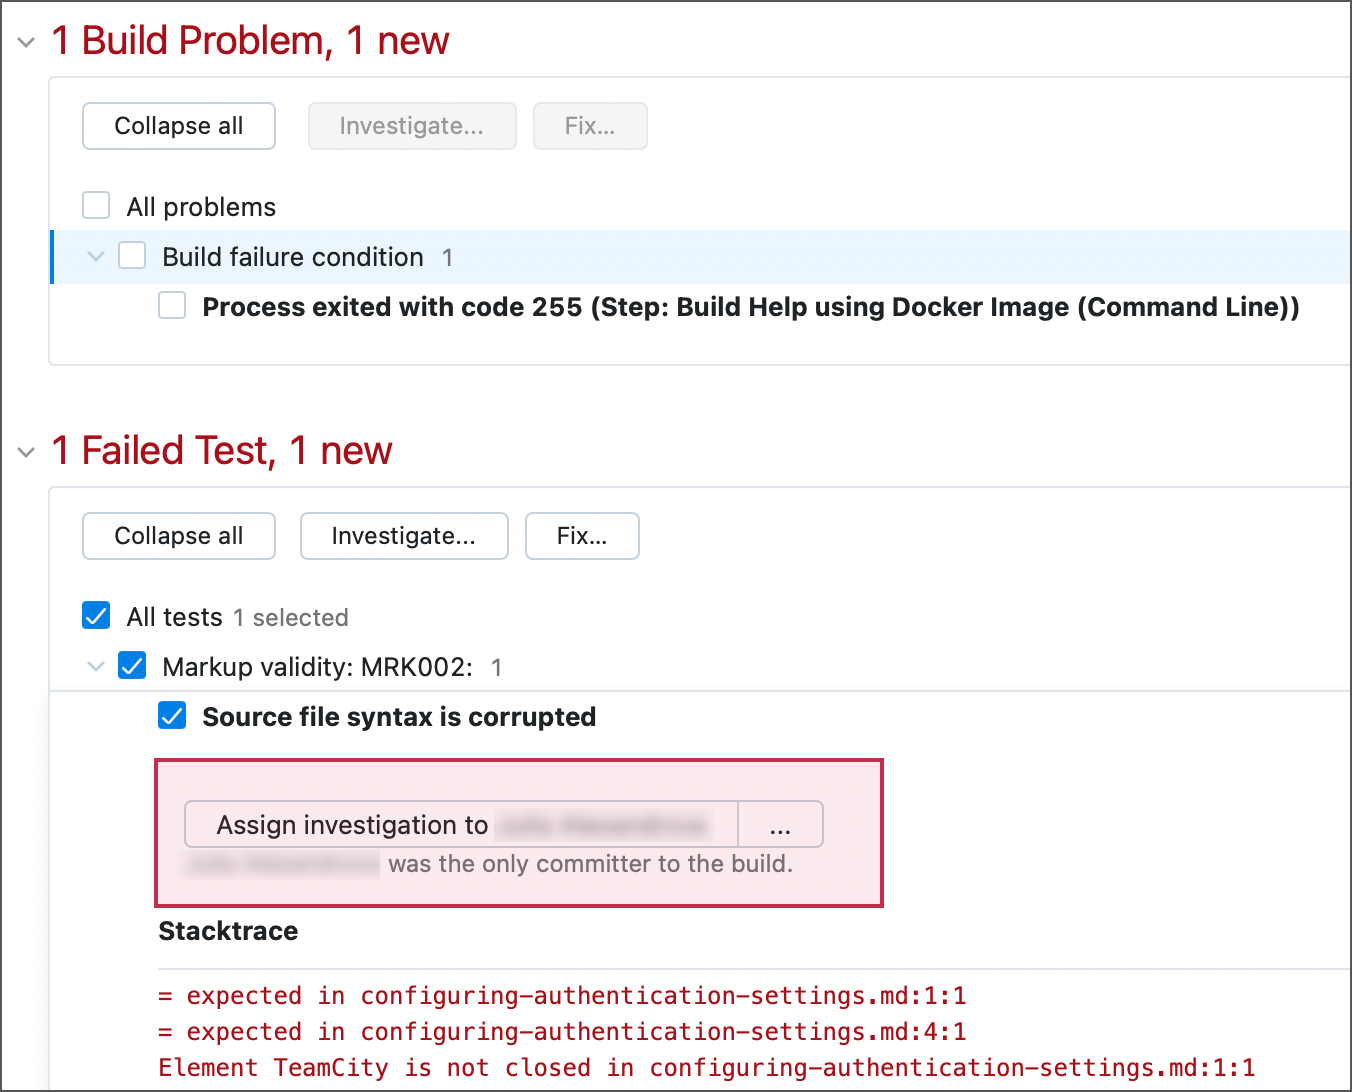 1 Build Problem, 1 new
Collapse all Investigate... Fix...
All problems
Build failure condition 1
Process exited with code 255 (Step: Build Help using Docker Image (Command Line))
1 Failed Test, 1 new
Collapse all Investigate... Fix...
All tests 1 selected
Markup validity: MRK002: 1
Source file syntax is corrupted
Assign investigation to ...
was the only committer to the build.
Stacktrace
= expected in configuring-authentication-settings.md:1:1
= expected in configuring-authentication-settings.md:4:1
Element TeamCity is not closed in configuring-authentication-settings.md:1:1